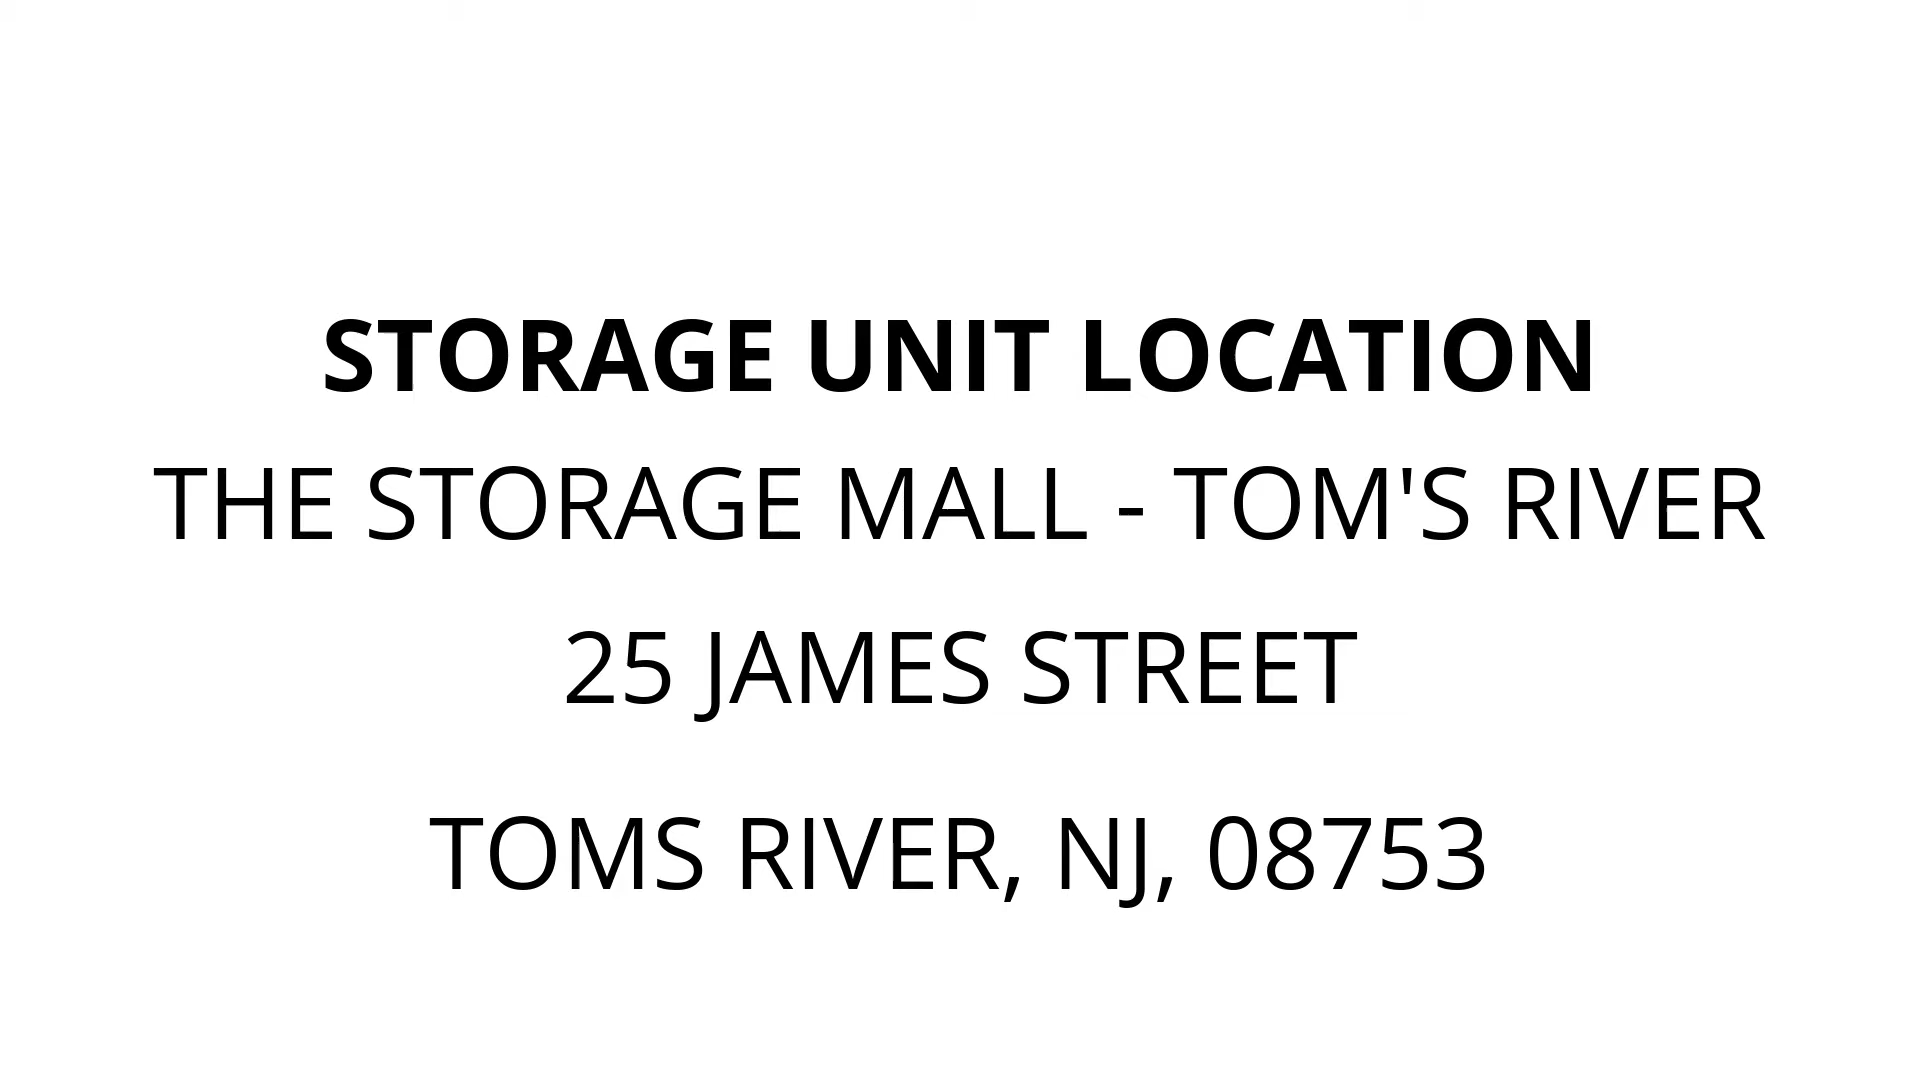 STORAGE UNIT LOCATION
THE STORAGE MALL - TOM'S RIVER
25 JAMES STREET
TOMS RIVER, NJ, 08753